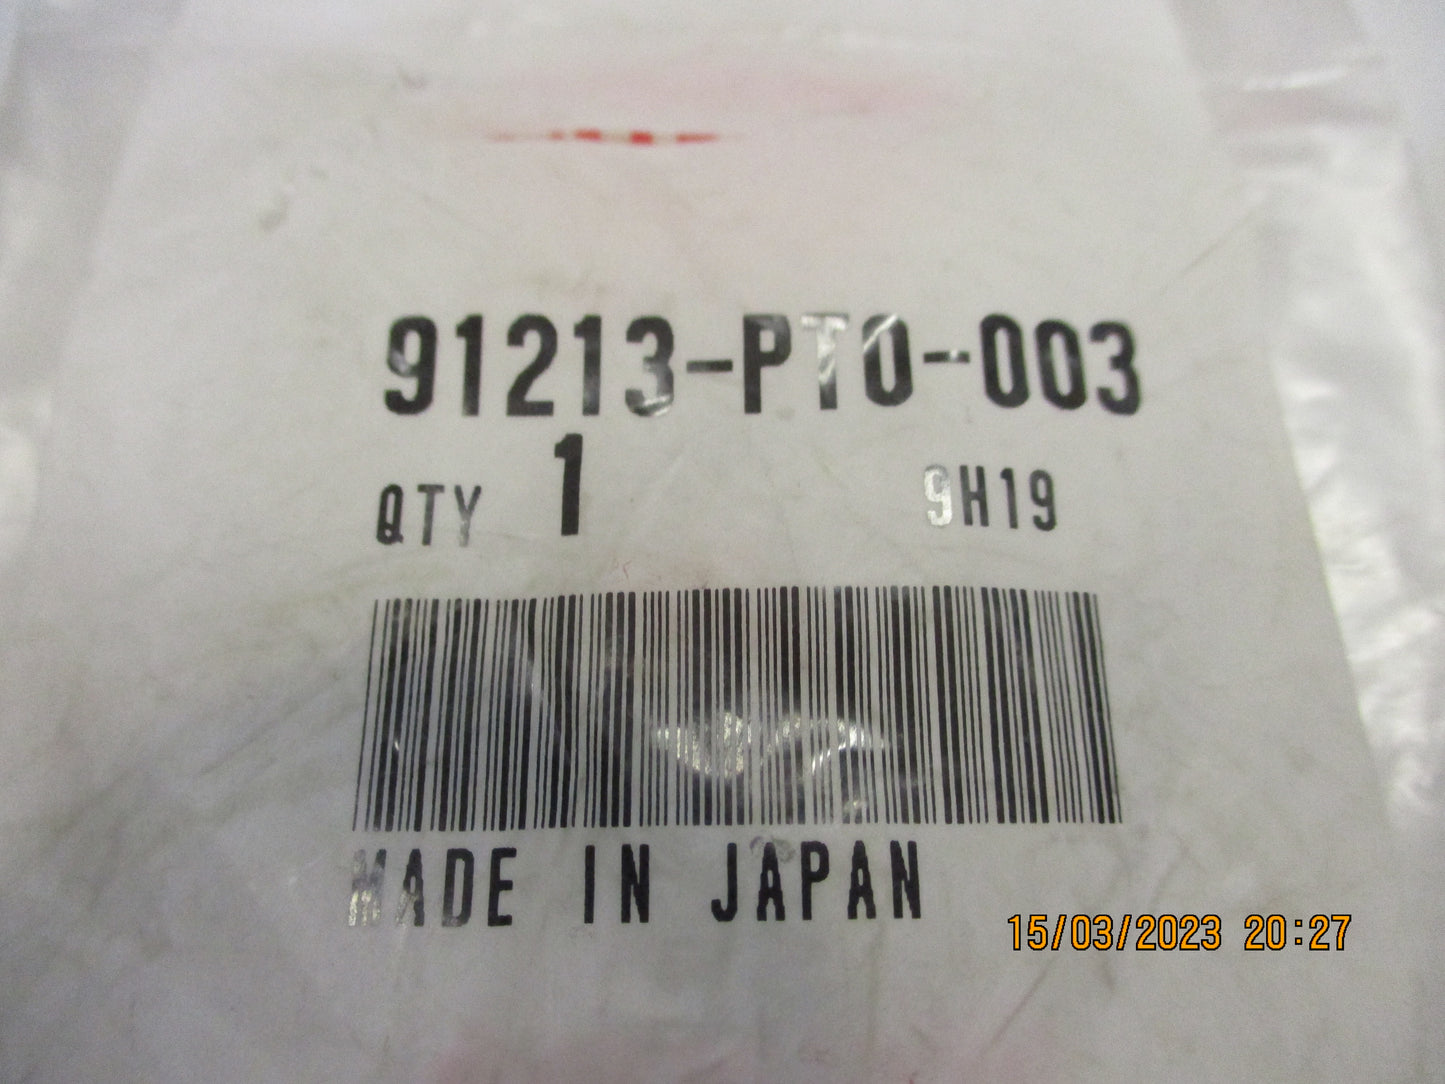 91213-PT0-003
QTY 1 9H19
MADE IN JAPAN
15/03/2023 20:27